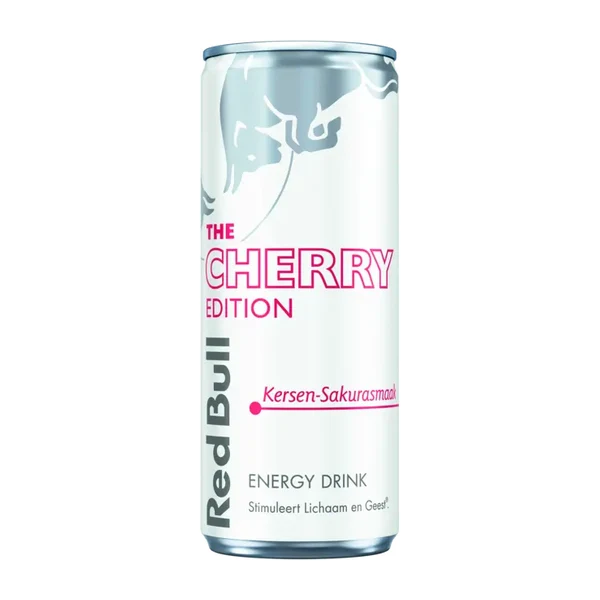 THE
CHERRY
EDITION
Red Bull
Kersen-Sakurasmaak
ENERGY DRINK
Stimuleert Lichaam en Geest®.